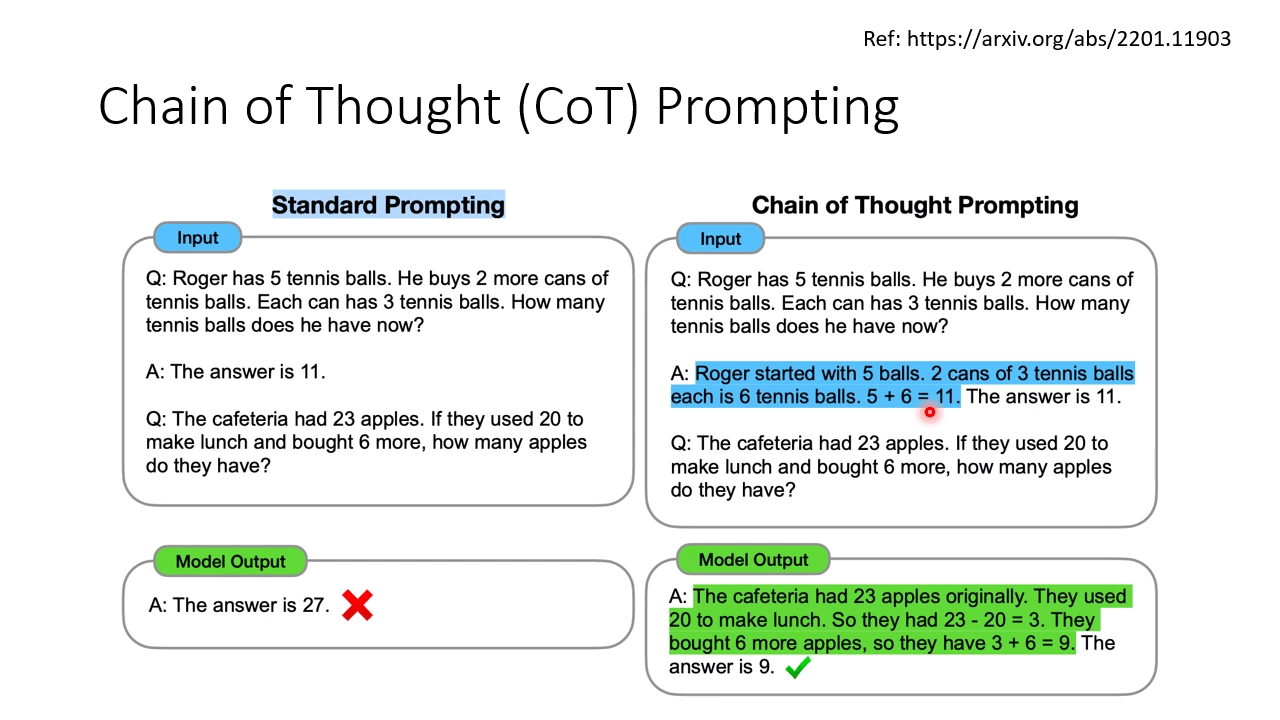 Ref: https://arxiv.org/abs/2201.11903
Chain of Thought (CoT) Prompting
Standard Prompting
Input
Q: Roger has 5 tennis balls. He buys 2 more cans of
tennis balls. Each can has 3 tennis balls. How many
tennis balls does he have now?
A: The answer is 11.
Q: The cafeteria had 23 apples. If they used 20 to
make lunch and bought 6 more, how many apples
do they have?
Model Output
A: The answer is 27.
Chain of Thought Prompting
Input
Q: Roger has 5 tennis balls. He buys 2 more cans of
tennis balls. Each can has 3 tennis balls. How many
tennis balls does he have now?
A: Roger started with 5 balls. 2 cans of 3 tennis balls
each is 6 tennis balls. 5 + 6 = 11. The answer is 11.
Q: The cafeteria had 23 apples. If they used 20 to
make lunch and bought 6 more, how many apples
do they have?
Model Output
A: The cafeteria had 23 apples originally. They used
20 to make lunch. So they had 23 - 20 = 3. They
bought 6 more apples, so they have 3 + 6 = 9. The
answer is 9.